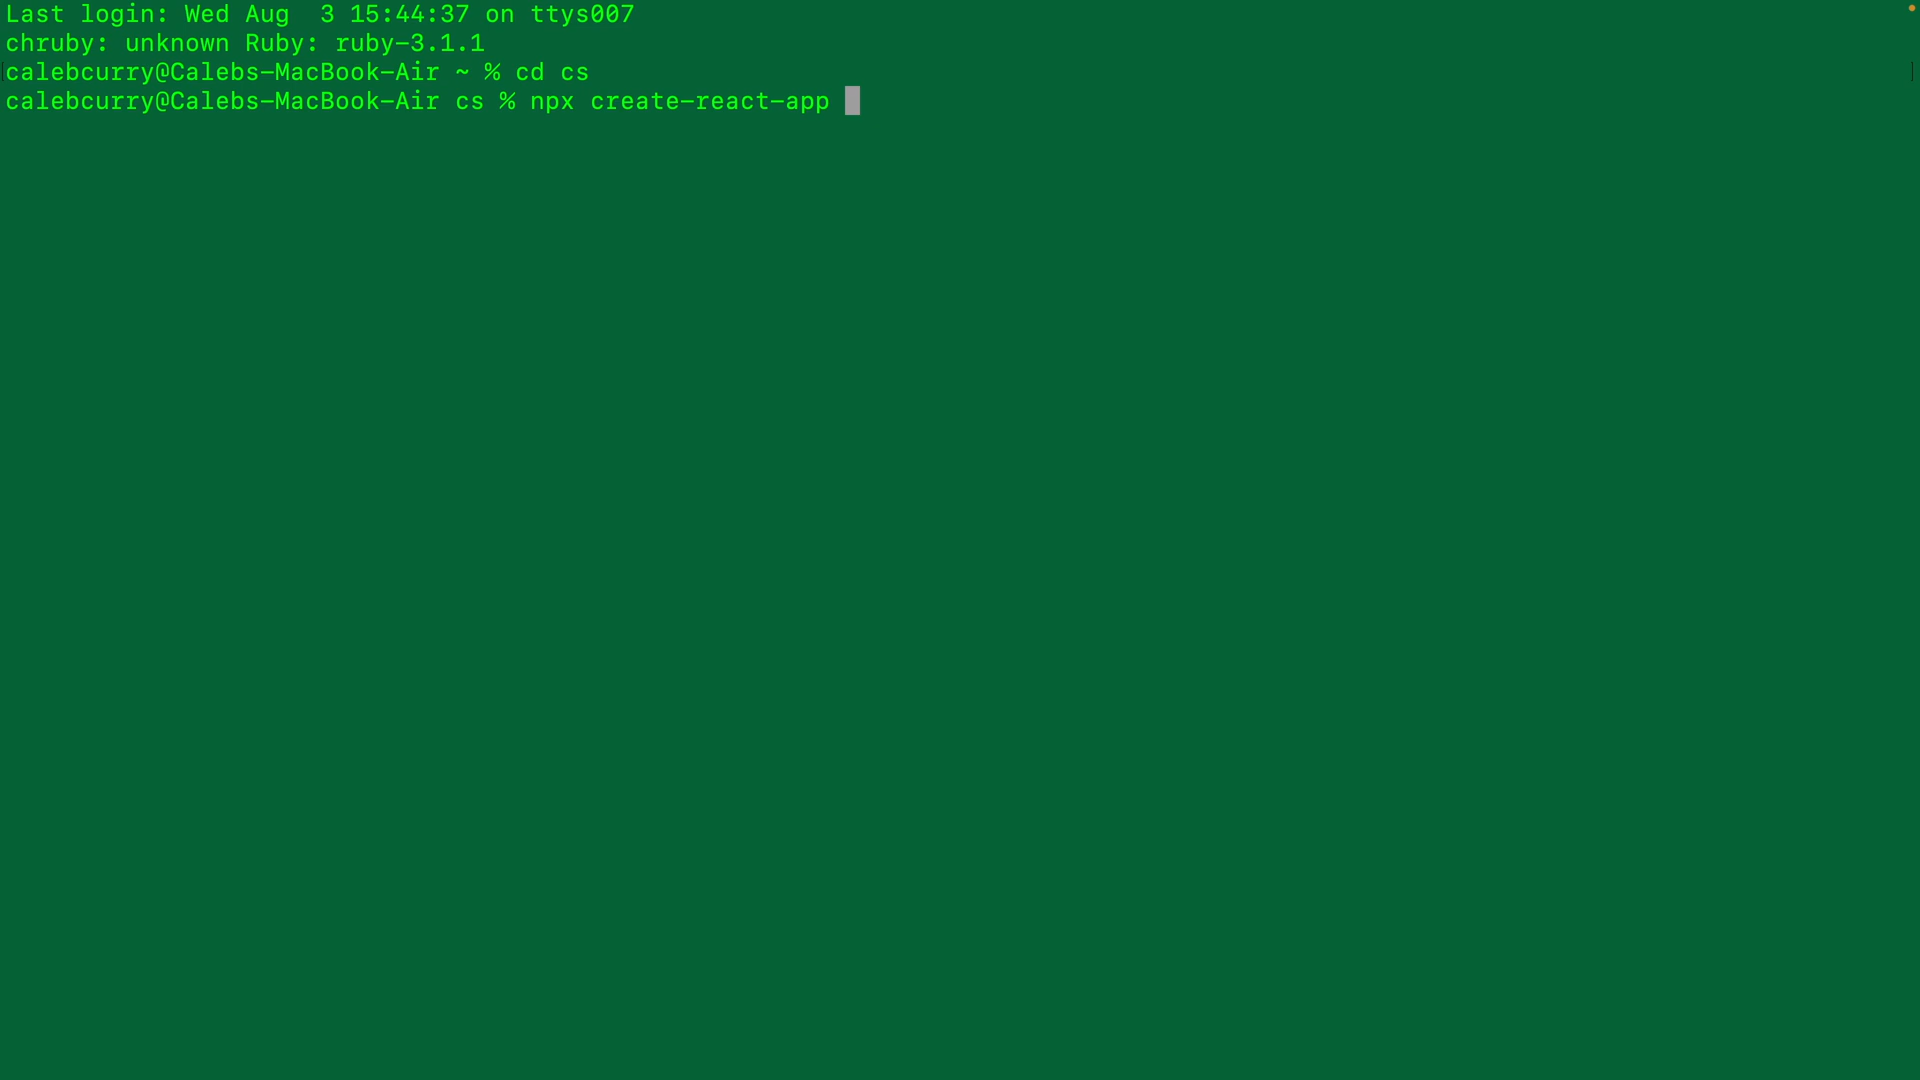 Last login: Wed Aug  3 15:44:37 on ttys007
chruby: unknown Ruby: ruby-3.1.1
calebcurry@Calebs-MacBook-Air ~ % cd cs
calebcurry@Calebs-MacBook-Air cs % npx create-react-app